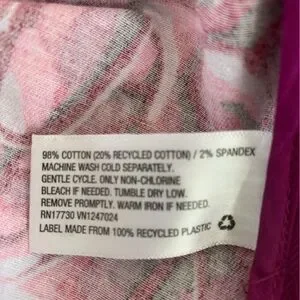 98% COTTON (20% RECYCLED COTTON) / 2% SPANDEX
MACHINE WASH COLD SEPARATELY.
GENTLE CYCLE. ONLY NON-CHLORINE
BLEACH IF NEEDED. TUMBLE DRY LOW.
REMOVE PROMPTLY. WARM IRON IF NEEDED.
RN17730 VN1247024
LABEL MADE FROM 100% RECYCLED PLASTIC